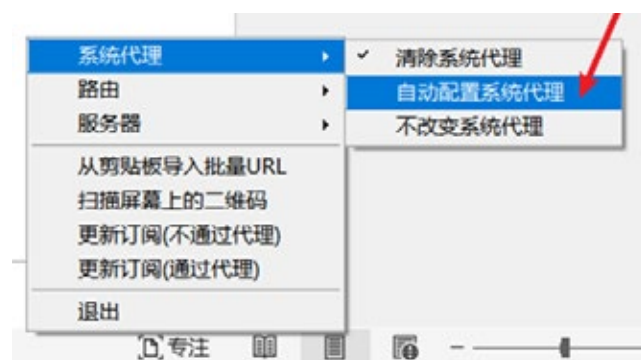 系统代理
路由
服务器
从剪贴板导入批量URL
扫描屏幕上的二维码
更新订阅(不通过代理)
更新订阅(通过代理)
退出
清除系统代理
自动配置系统代理
不改变系统代理
专注